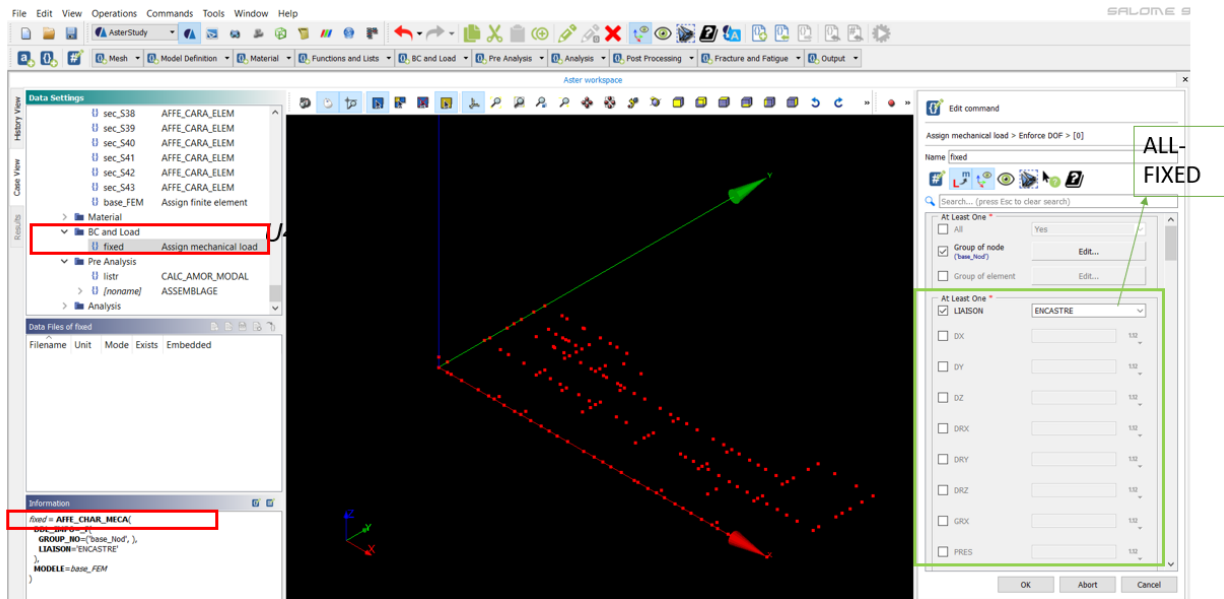 File Edit View Operations Commands Tools Window Help
SALOME 9
AsterStudy
Mesh Model Definition Material Functions and Lists BC and Load Pre Analysis Analysis Post Processing Fracture and Fatigue Output
Aster workspace
History View
Case View
Results
Data Settings
sec_S38 AFFE_CARA_ELEM
sec_S39 AFFE_CARA_ELEM
sec_S40 AFFE_CARA_ELEM
sec_S41 AFFE_CARA_ELEM
sec_S42 AFFE_CARA_ELEM
sec_S43 AFFE_CARA_ELEM
base_FEM Assign finite element
Material
BC and Load
fixed Assign mechanical load
Pre Analysis
listr CALC_AMOR_MODAL
[noname] ASSEMBLAGE
Analysis
Data Files of fixed
Filename Unit Mode Exists Embedded
Information
fixed = AFFE_CHAR_MECA(
DDL_IMPO=_F(
GROUP_NO=('base_Nod', ),
LIAISON='ENCASTRE'
),
MODELE=base_FEM
)
Y
X
Z
Y
X
Edit command
Assign mechanical load > Enforce DOF > [0]
Name fixed
Search... (press Esc to clear search)
At Least One *
All Yes
Group of node Edit...
('base_Nod')
Group of element Edit...
At Least One *
LIAISON ENCASTRE
DX
DY
DZ
DRX
DRY
DRZ
GRX
PRES
OK Abort Cancel
ALL-
FIXED